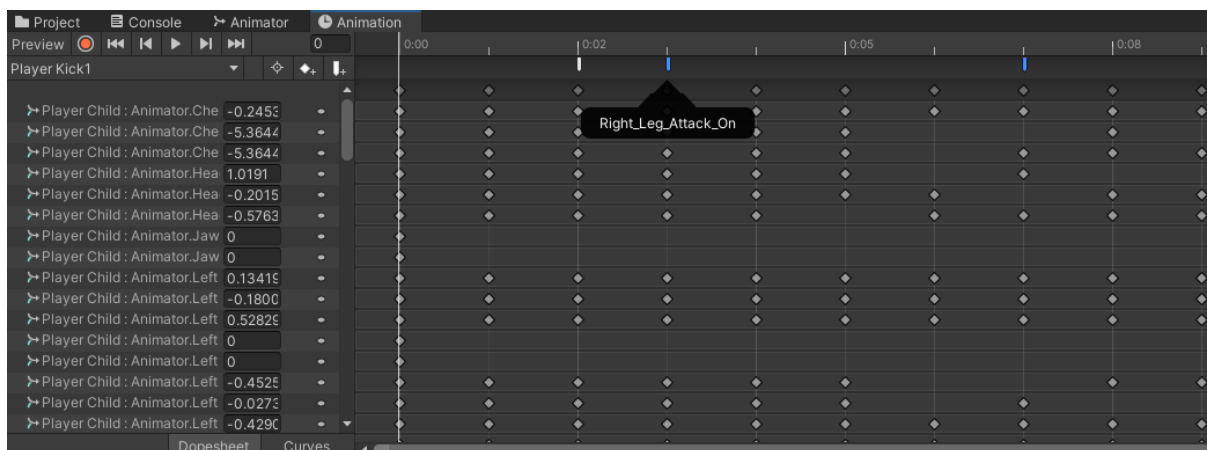 Project Console Animator Animation
Preview 0 0:00 0:02 0:05 0:08
Player Kick1
Player Child : Animator.Che -0.2453
Right_Leg_Attack_On
Player Child : Animator.Che -5.3644
Player Child : Animator.Che -5.3644
Player Child : Animator.Hea 1.0191
Player Child : Animator.Hea -0.2015
Player Child : Animator.Hea -0.5763
Player Child : Animator.Jaw 0
Player Child : Animator.Jaw 0
Player Child : Animator.Left 0.13419
Player Child : Animator.Left -0.1800
Player Child : Animator.Left 0.52829
Player Child : Animator.Left 0
Player Child : Animator.Left 0
Player Child : Animator.Left -0.4525
Player Child : Animator.Left -0.0273
Player Child : Animator.Left -0.4290
Dopesheet Curves